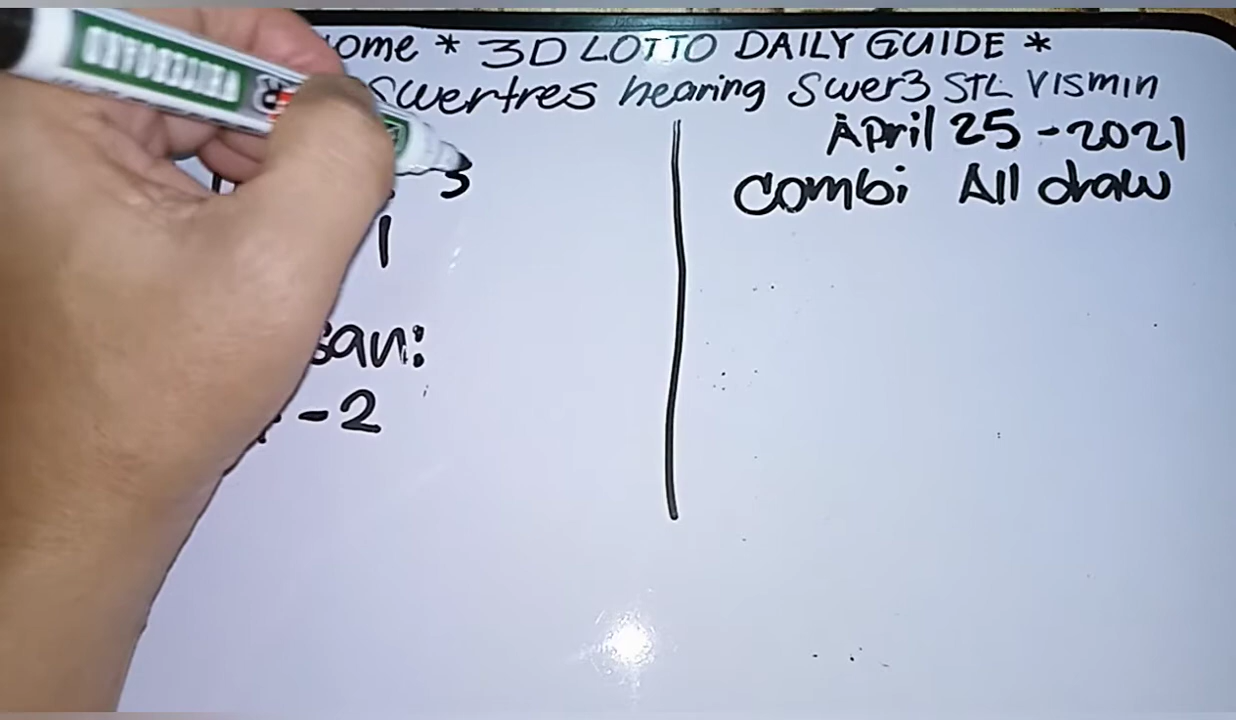 ome * 3D LOTTO DAILY GUIDE *
Swertres hearing Swer3 STL VISMIN
April 25-2021
Combi All draw
3
1
san:
-2